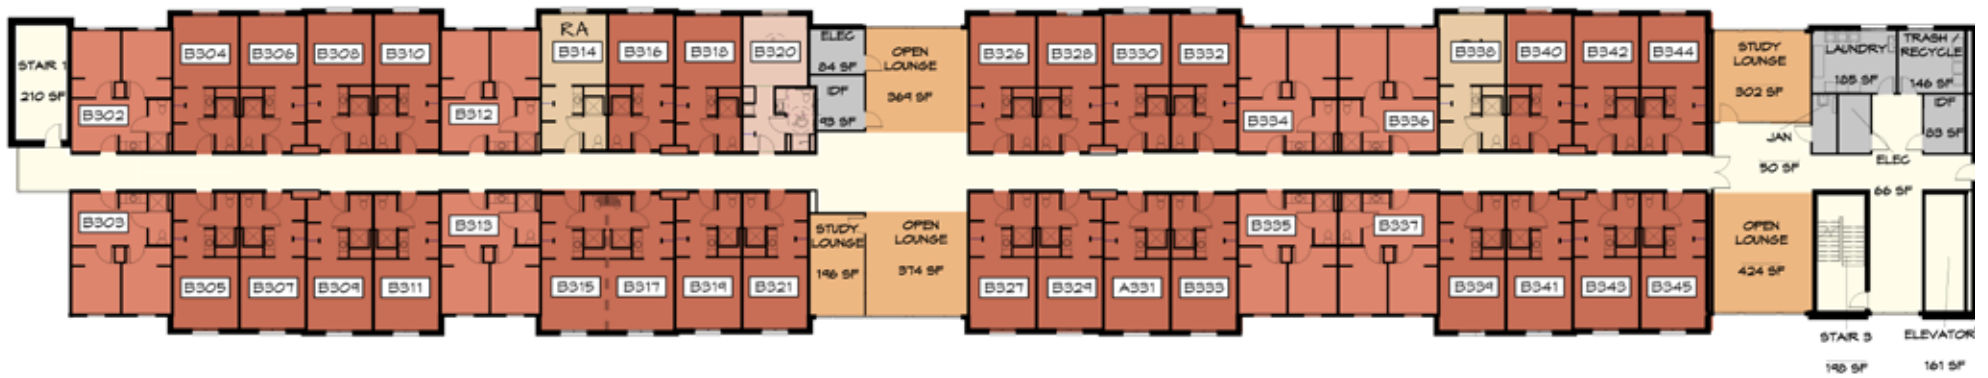 RA
B304 B306 B308 B310 B314 B316 B318 B320
ELEC
84 SF
OPEN
LOUNGE
369 SF
B326 B328 B330 B332 B338 B340 B342 B344
STUDY
LOUNGE
302 SF
LAUNDRY
185 SF
TRASH /
RECYCLE
146 SF
STAIR 1
210 SF
B302
B312
IDF
93 SF
B334 B336
IDF
83 SF
JAN
50 SF
ELEC
66 SF
B303
B313
STUDY
LOUNGE
196 SF
OPEN
LOUNGE
374 SF
B335 B337
OPEN
LOUNGE
424 SF
B305 B307 B309 B311 B315 B317 B319 B321
B327 B329 A331 B333 B339 B341 B343 B345
STAIR 3
198 SF
ELEVATOR
161 SF